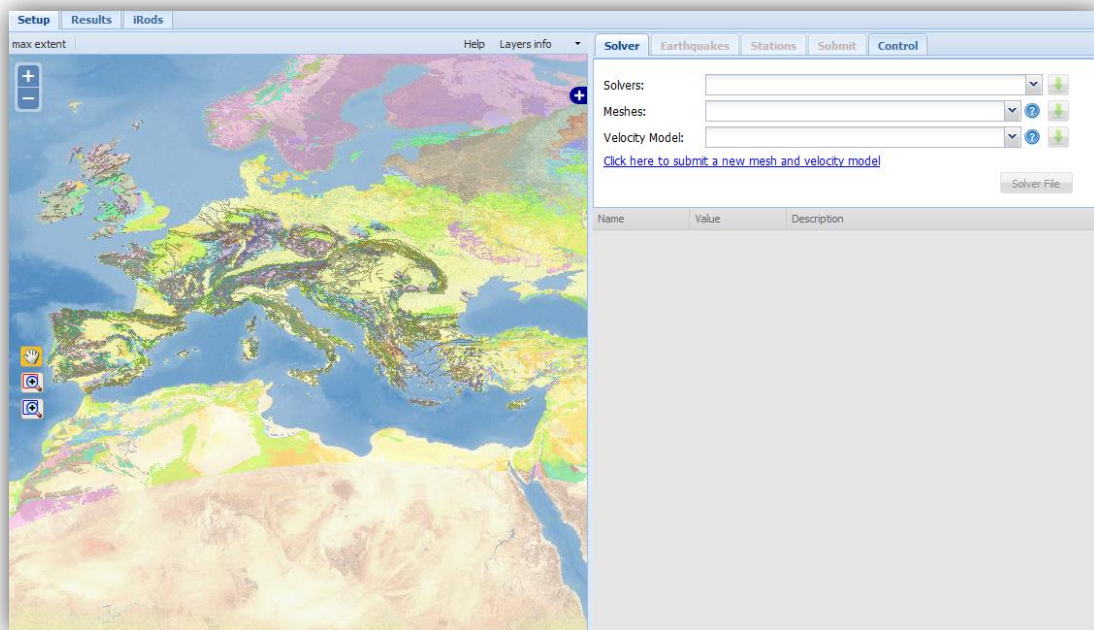 Setup Results iRods
max extent Help Layers info
Solver Earthquakes Stations Submit Control
Solvers:
Meshes:
Velocity Model:
Click here to submit a new mesh and velocity model
Solver File
Name Value Description